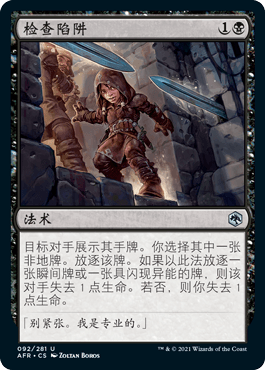 检查陷阱 1
法术
目标对手展示其手牌。你选择其中一张
非地牌。放逐该牌。如果以此法放逐一
张瞬间牌或一张具闪现异能的牌，则该
对手失去1点生命。若否，则你失去1
点生命。
「别紧张。我是专业的。」
092/281 U
AFR • CS ZOLTAN BOROS
™ & © 2021 Wizards of the Coast